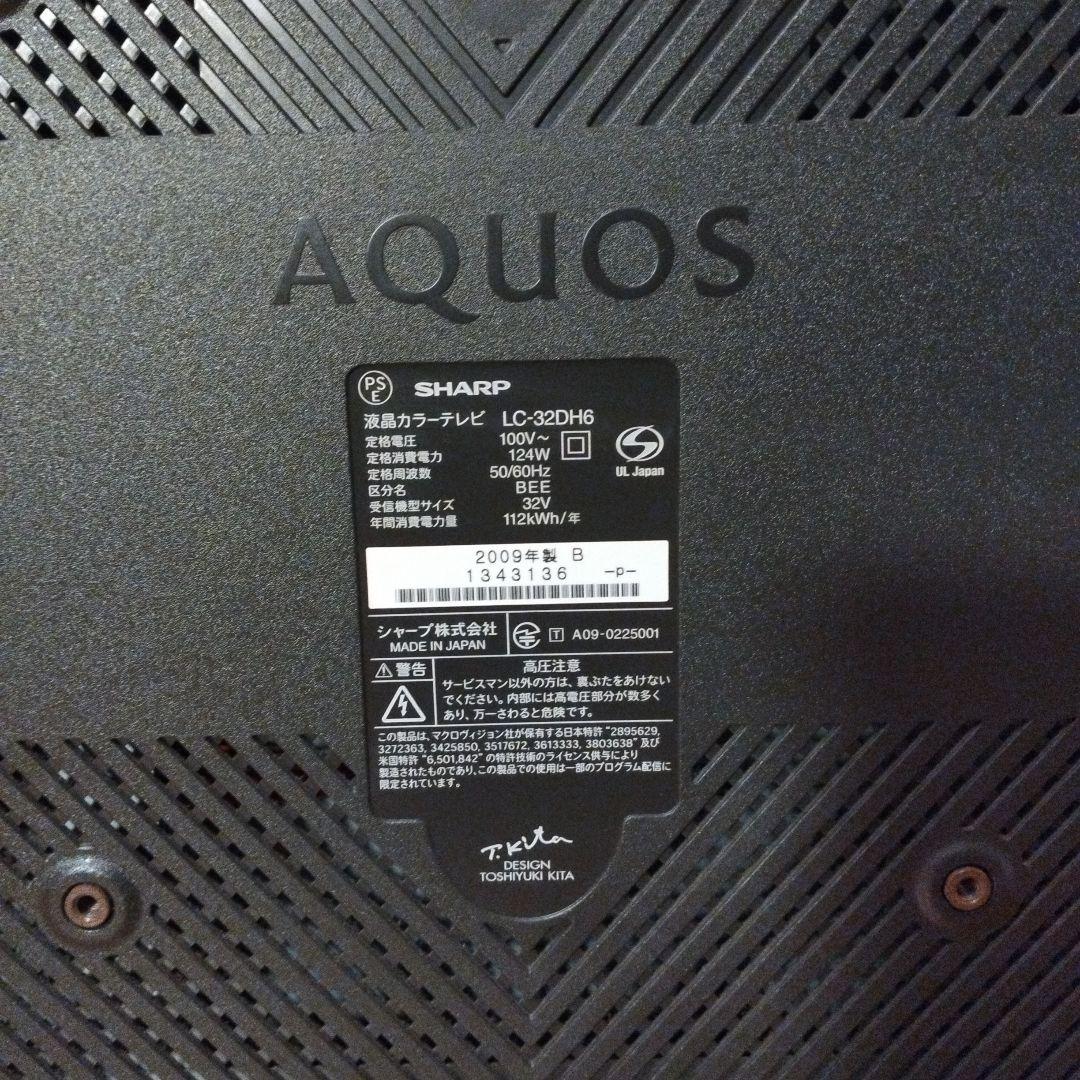 AQUOS
PS E SHARP
液晶カラーテレビ LC-32DH6
定格電圧 100V～
定格消費電力 124W
定格周波数 50/60Hz
区分名 BEE
受信機型サイズ 32V
年間消費電力量 112kWh/年
S
UL Japan
2009年製 B
1343136 -p-
シャープ株式会社
MADE IN JAPAN
T A09-0225001
警告 高圧注意
サービスマン以外の方は、裏ぶたをあけない
でください。内部には高電圧部分が数多く
あり、万一さわると危険です。
この製品は、マクロヴィジョン社が保有する日本特許"2895629,
3272363, 3425850, 3517672, 3613333, 3803638"及び
米国特許"6,501,842"の特許技術のライセンス供与により
製造されたものであり、この製品での使用は一部のプログラム配信に
限定されています。
T.Kita
DESIGN
TOSHIYUKI KITA